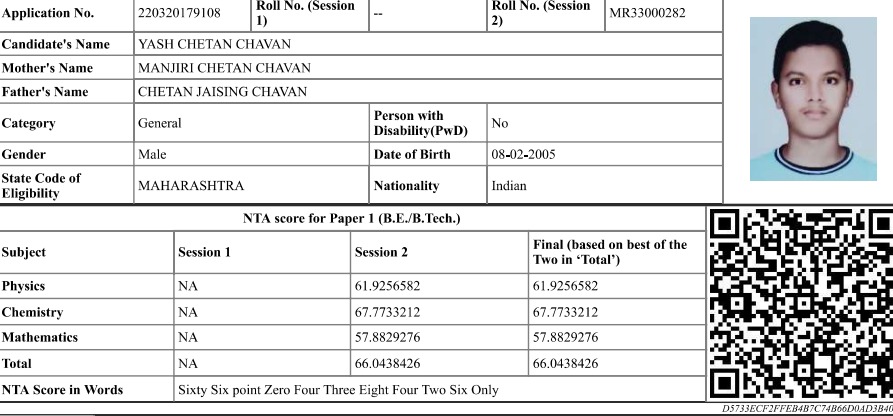 Application No. 220320179108 Roll No. (Session 1) -- Roll No. (Session 2) MR33000282
Candidate's Name YASH CHETAN CHAVAN
Mother's Name MANJIRI CHETAN CHAVAN
Father's Name CHETAN JAISING CHAVAN
Category General Person with Disability(PwD) No
Gender Male Date of Birth 08-02-2005
State Code of Eligibility MAHARASHTRA Nationality Indian
NTA score for Paper 1 (B.E./B.Tech.)
Subject Session 1 Session 2 Final (based on best of the Two in ‘Total’)
Physics NA 61.9256582 61.9256582
Chemistry NA 67.7733212 67.7733212
Mathematics NA 57.8829276 57.8829276
Total NA 66.0438426 66.0438426
NTA Score in Words Sixty Six point Zero Four Three Eight Four Two Six Only